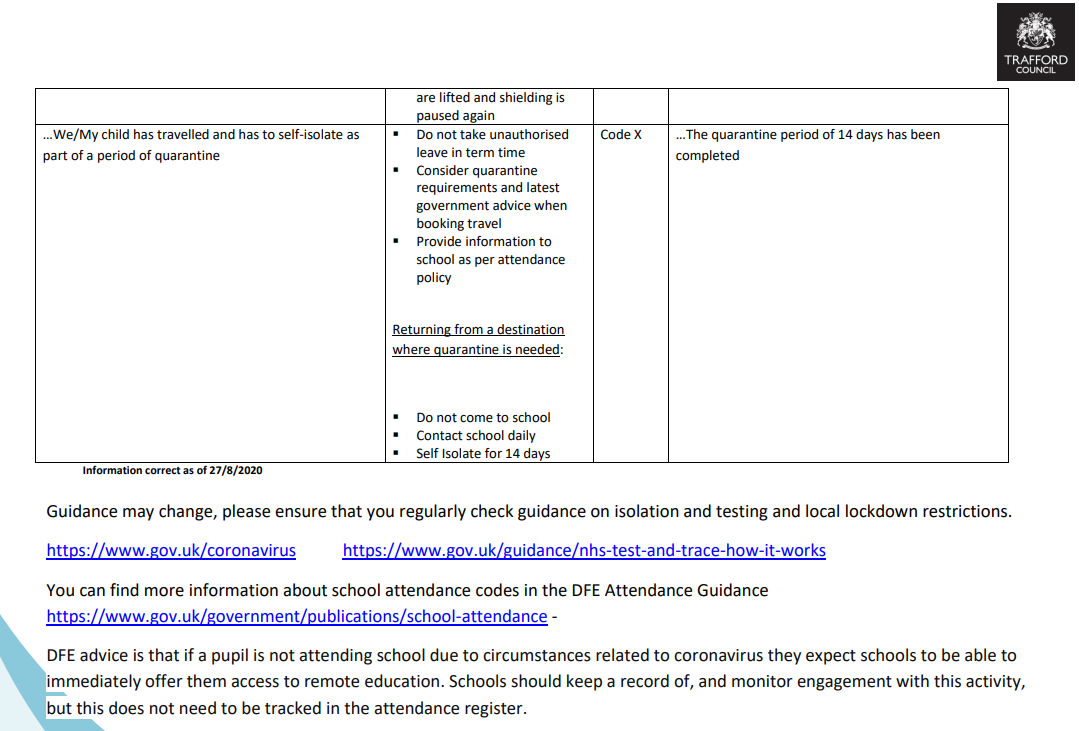 TRAFFORD
COUNCIL
are lifted and shielding is
paused again
...We/My child has travelled and has to self-isolate as
part of a period of quarantine
▪ Do not take unauthorised
leave in term time
▪ Consider quarantine
requirements and latest
government advice when
booking travel
▪ Provide information to
school as per attendance
policy
Returning from a destination
where quarantine is needed:
▪ Do not come to school
▪ Contact school daily
▪ Self Isolate for 14 days
Code X
...The quarantine period of 14 days has been
completed
Information correct as of 27/8/2020
Guidance may change, please ensure that you regularly check guidance on isolation and testing and local lockdown restrictions.
https://www.gov.uk/coronavirus https://www.gov.uk/guidance/nhs-test-and-trace-how-it-works
You can find more information about school attendance codes in the DFE Attendance Guidance
https://www.gov.uk/government/publications/school-attendance -
DFE advice is that if a pupil is not attending school due to circumstances related to coronavirus they expect schools to be able to
immediately offer them access to remote education. Schools should keep a record of, and monitor engagement with this activity,
but this does not need to be tracked in the attendance register.